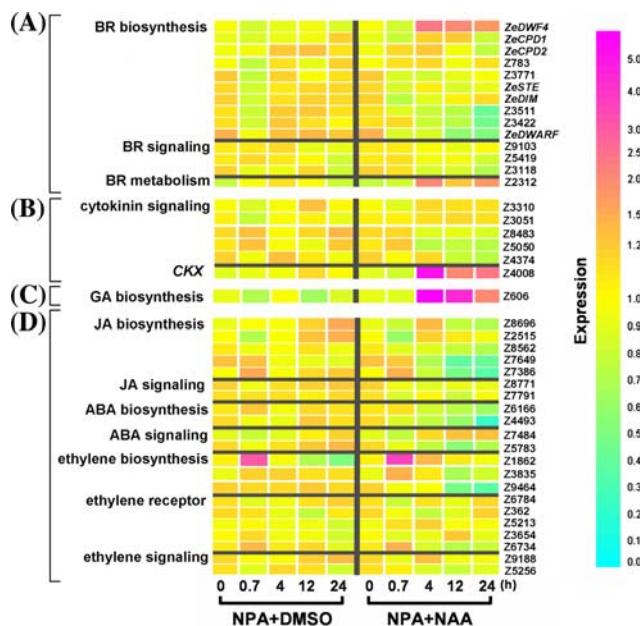 (A)
BR biosynthesis
ZeDWF4
ZeCPD1
ZeCPD2
Z783
Z3771
ZeSTE
ZeDIM
Z3511
Z3422
ZeDWARF
BR signaling
Z9103
Z5419
Z3118
BR metabolism
Z2312
(B)
cytokinin signaling
Z3310
Z3051
Z8483
Z5050
Z4374
CKX
Z4008
(C)
GA biosynthesis
Z606
(D)
JA biosynthesis
Z8696
Z2515
Z8562
Z7649
Z7386
JA signaling
Z8771
Z7791
ABA biosynthesis
Z6166
Z4493
ABA signaling
Z7484
Z5783
ethylene biosynthesis
Z1862
Z3835
Z9464
ethylene receptor
Z6784
Z362
Z5213
Z3654
Z6734
ethylene signaling
Z9188
Z5256
0 0.7 4 12 24 0 0.7 4 12 24 (h)
NPA+DMSO NPA+NAA
Expression
5.0
4.0
3.0
2.5
2.0
1.5
1.2
1.0
0.9
0.8
0.7
0.6
0.5
0.4
0.3
0.2
0.1
0.0